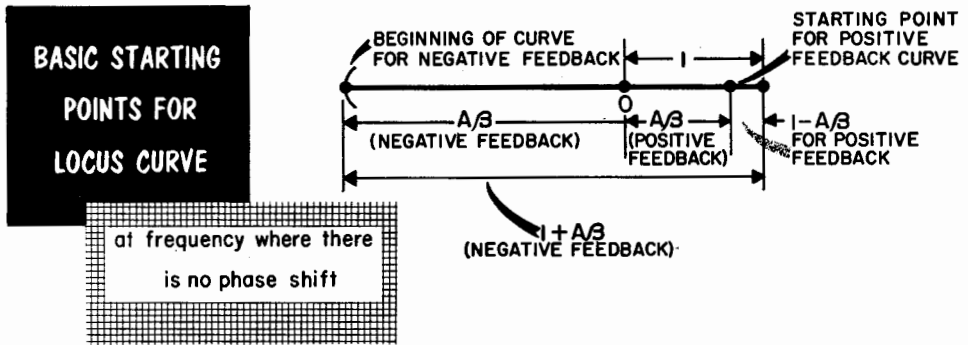 BASIC STARTING
POINTS FOR
LOCUS CURVE
at frequency where there
is no phase shift
BEGINNING OF CURVE
FOR NEGATIVE FEEDBACK
1
STARTING POINT
FOR POSITIVE
FEEDBACK CURVE
0
Aβ
(NEGATIVE FEEDBACK)
Aβ
(POSITIVE
FEEDBACK)
1-Aβ
FOR POSITIVE
FEEDBACK
1+Aβ
(NEGATIVE FEEDBACK)